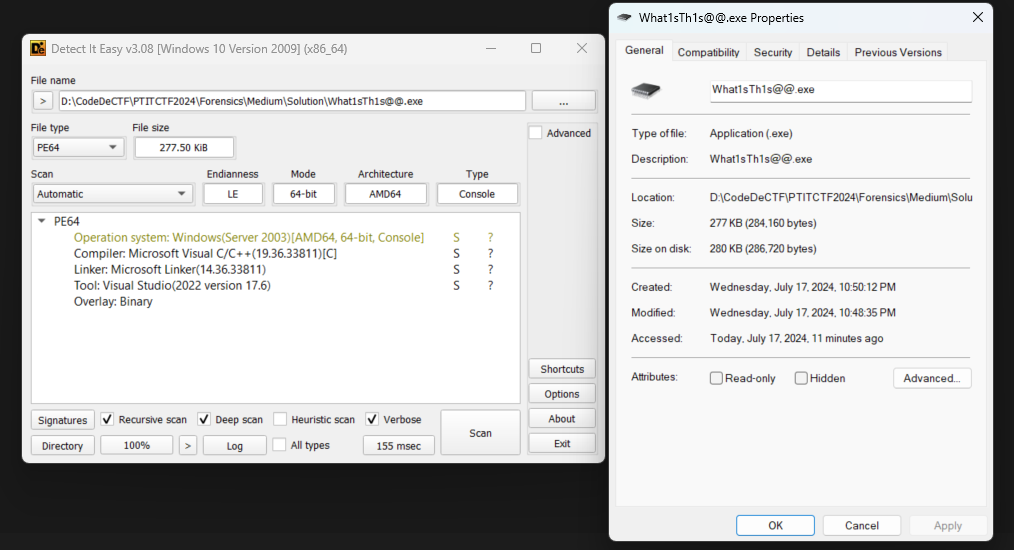 Detect It Easy v3.08 [Windows 10 Version 2009] (x86_64)
File name
> D:\CodeDeCTF\PTITCTF2024\Forensics\Medium\Solution\What1sTh1s@@.exe ...
File type File size
PE64 277.50 KiB
Advanced
Scan Endianness Mode Architecture Type
Automatic LE 64-bit AMD64 Console
PE64
Operation system: Windows(Server 2003)[AMD64, 64-bit, Console] S ?
Compiler: Microsoft Visual C/C++(19.36.33811)[C] S ?
Linker: Microsoft Linker(14.36.33811) S ?
Tool: Visual Studio(2022 version 17.6) S ?
Overlay: Binary
Shortcuts
Options
Signatures Recursive scan Deep scan Heuristic scan Verbose
Scan
About
Directory 100% > Log All types 155 msec
Exit
What1sTh1s@@.exe Properties
General Compatibility Security Details Previous Versions
What1sTh1s@@.exe
Type of file: Application (.exe)
Description: What1sTh1s@@.exe
Location: D:\CodeDeCTF\PTITCTF2024\Forensics\Medium\Solu
Size: 277 KB (284,160 bytes)
Size on disk: 280 KB (286,720 bytes)
Created: Wednesday, July 17, 2024, 10:50:12 PM
Modified: Wednesday, July 17, 2024, 10:48:35 PM
Accessed: Today, July 17, 2024, 11 minutes ago
Attributes: Read-only Hidden Advanced...
OK Cancel Apply